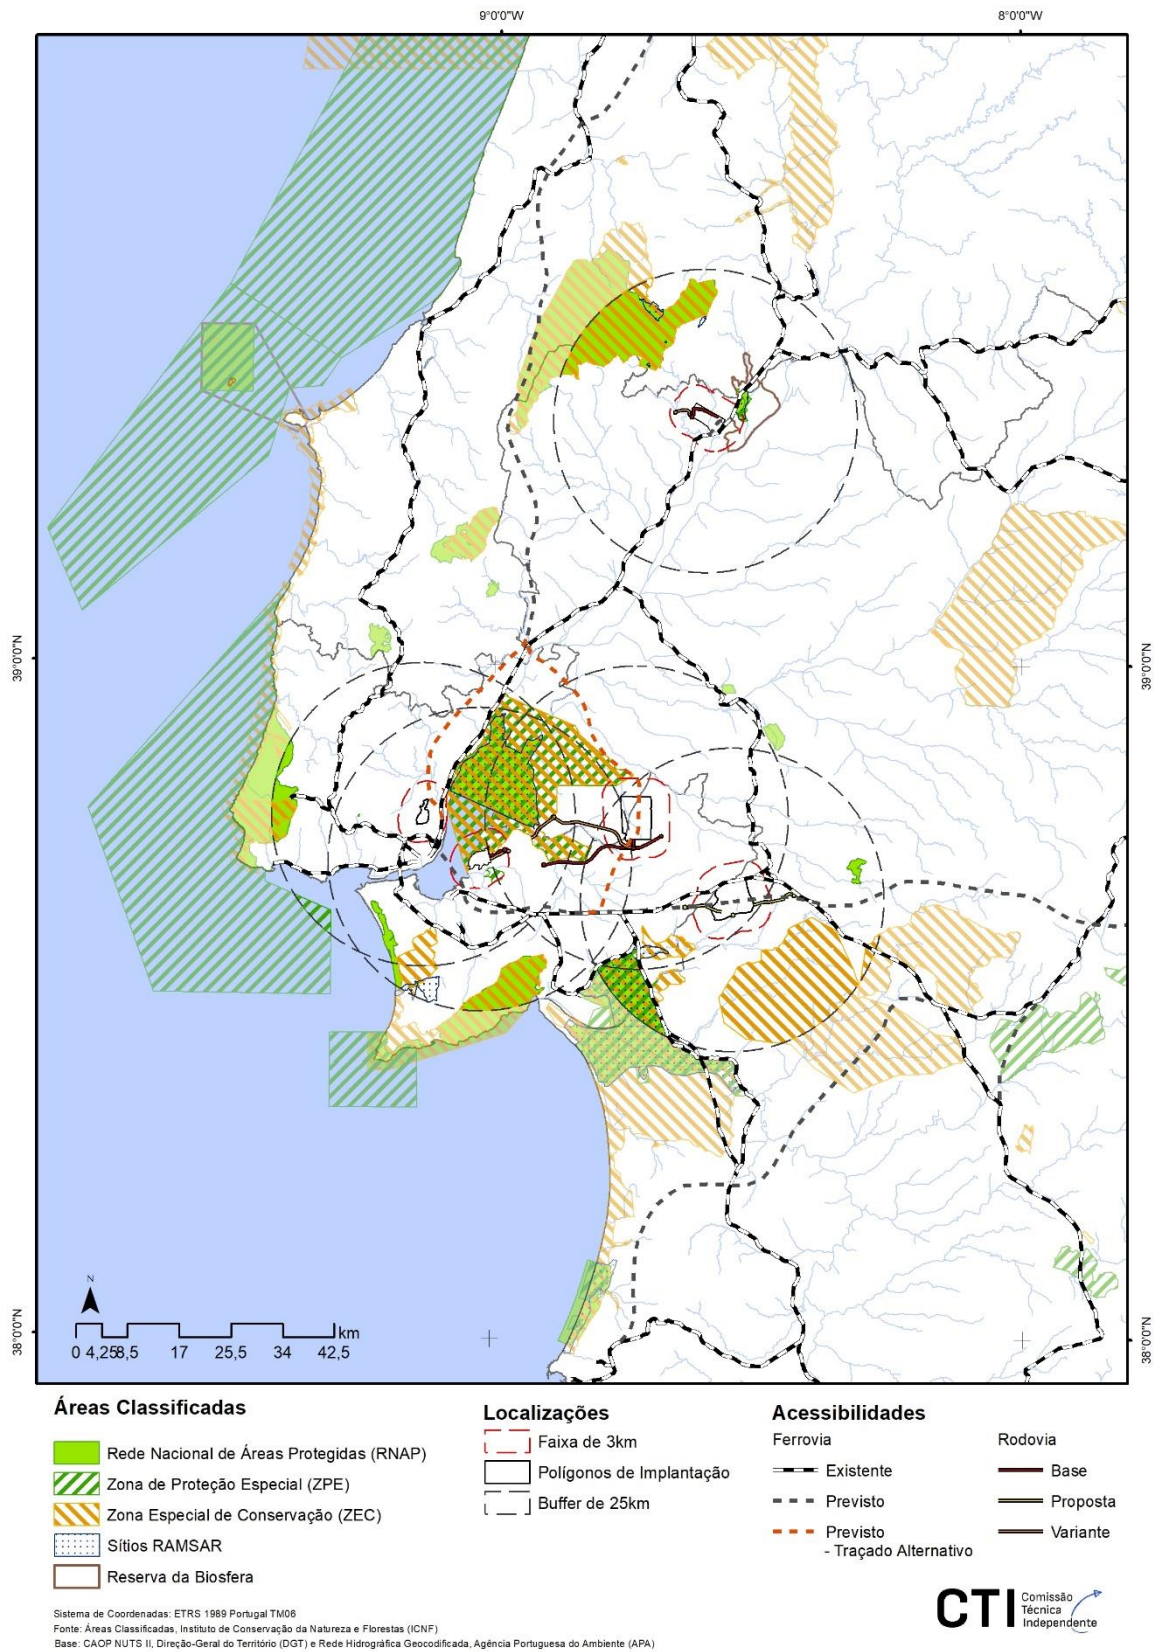 9°0'0"W 8°0'0"W
39°0'0"N 39°0'0"N
38°0'0"N 38°0'0"N
N
km
0 4,25 8,5 17 25,5 34 42,5
Áreas Classificadas
Rede Nacional de Áreas Protegidas (RNAP)
Zona de Proteção Especial (ZPE)
Zona Especial de Conservação (ZEC)
Sítios RAMSAR
Reserva da Biosfera
Localizações
Faixa de 3km
Polígonos de Implantação
Buffer de 25km
Acessibilidades
Ferrovia
Existente
Previsto
Previsto
- Traçado Alternativo
Rodovia
Base
Proposta
Variante
CTI Comissão
Técnica
Independente
Sistema de Coordenadas: ETRS 1989 Portugal TM06
Fonte: Áreas Classificadas, Instituto de Conservação da Natureza e Florestas (ICNF)
Base: CAOP NUTS II, Direção-Geral do Território (DGT) e Rede Hidrográfica Geocodificada, Agência Portuguesa do Ambiente (APA)